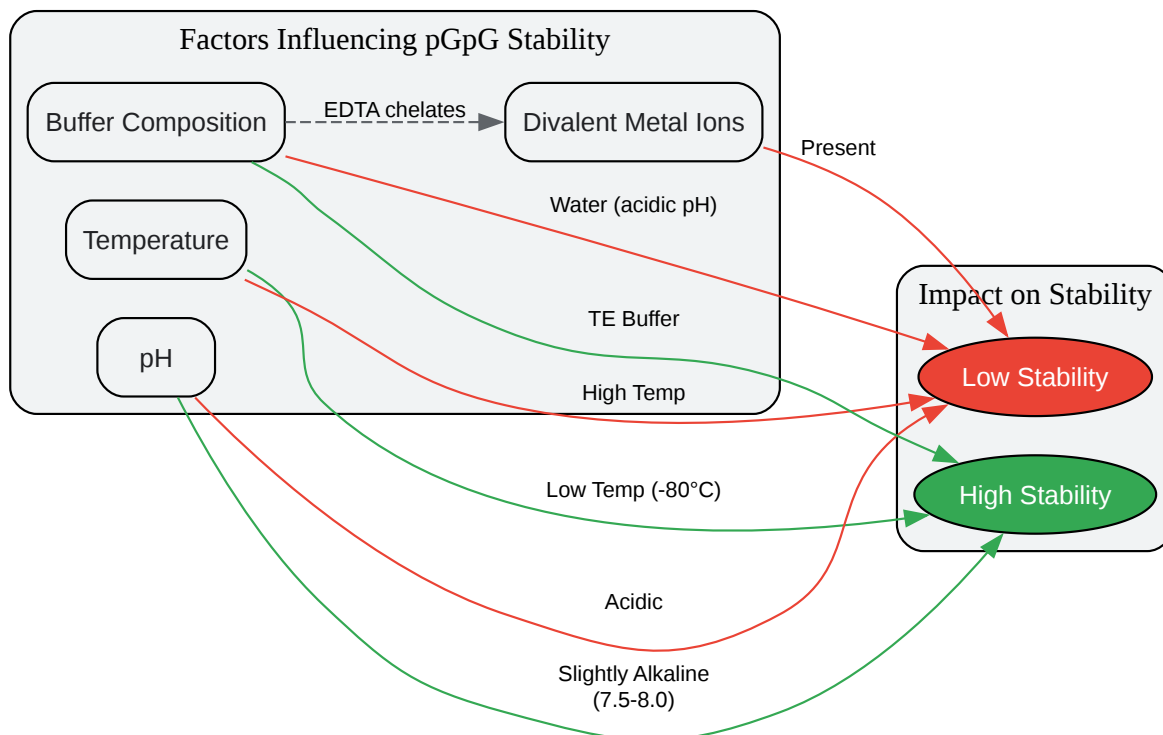 Factors Influencing pGpG Stability
Buffer Composition
EDTA chelates
Divalent Metal Ions
Present
Water (acidic pH)
Temperature
Impact on Stability
TE Buffer
pH
Low Stability
High Temp
Low Temp (-80°C)
High Stability
Acidic
Slightly Alkaline
(7.5-8.0)